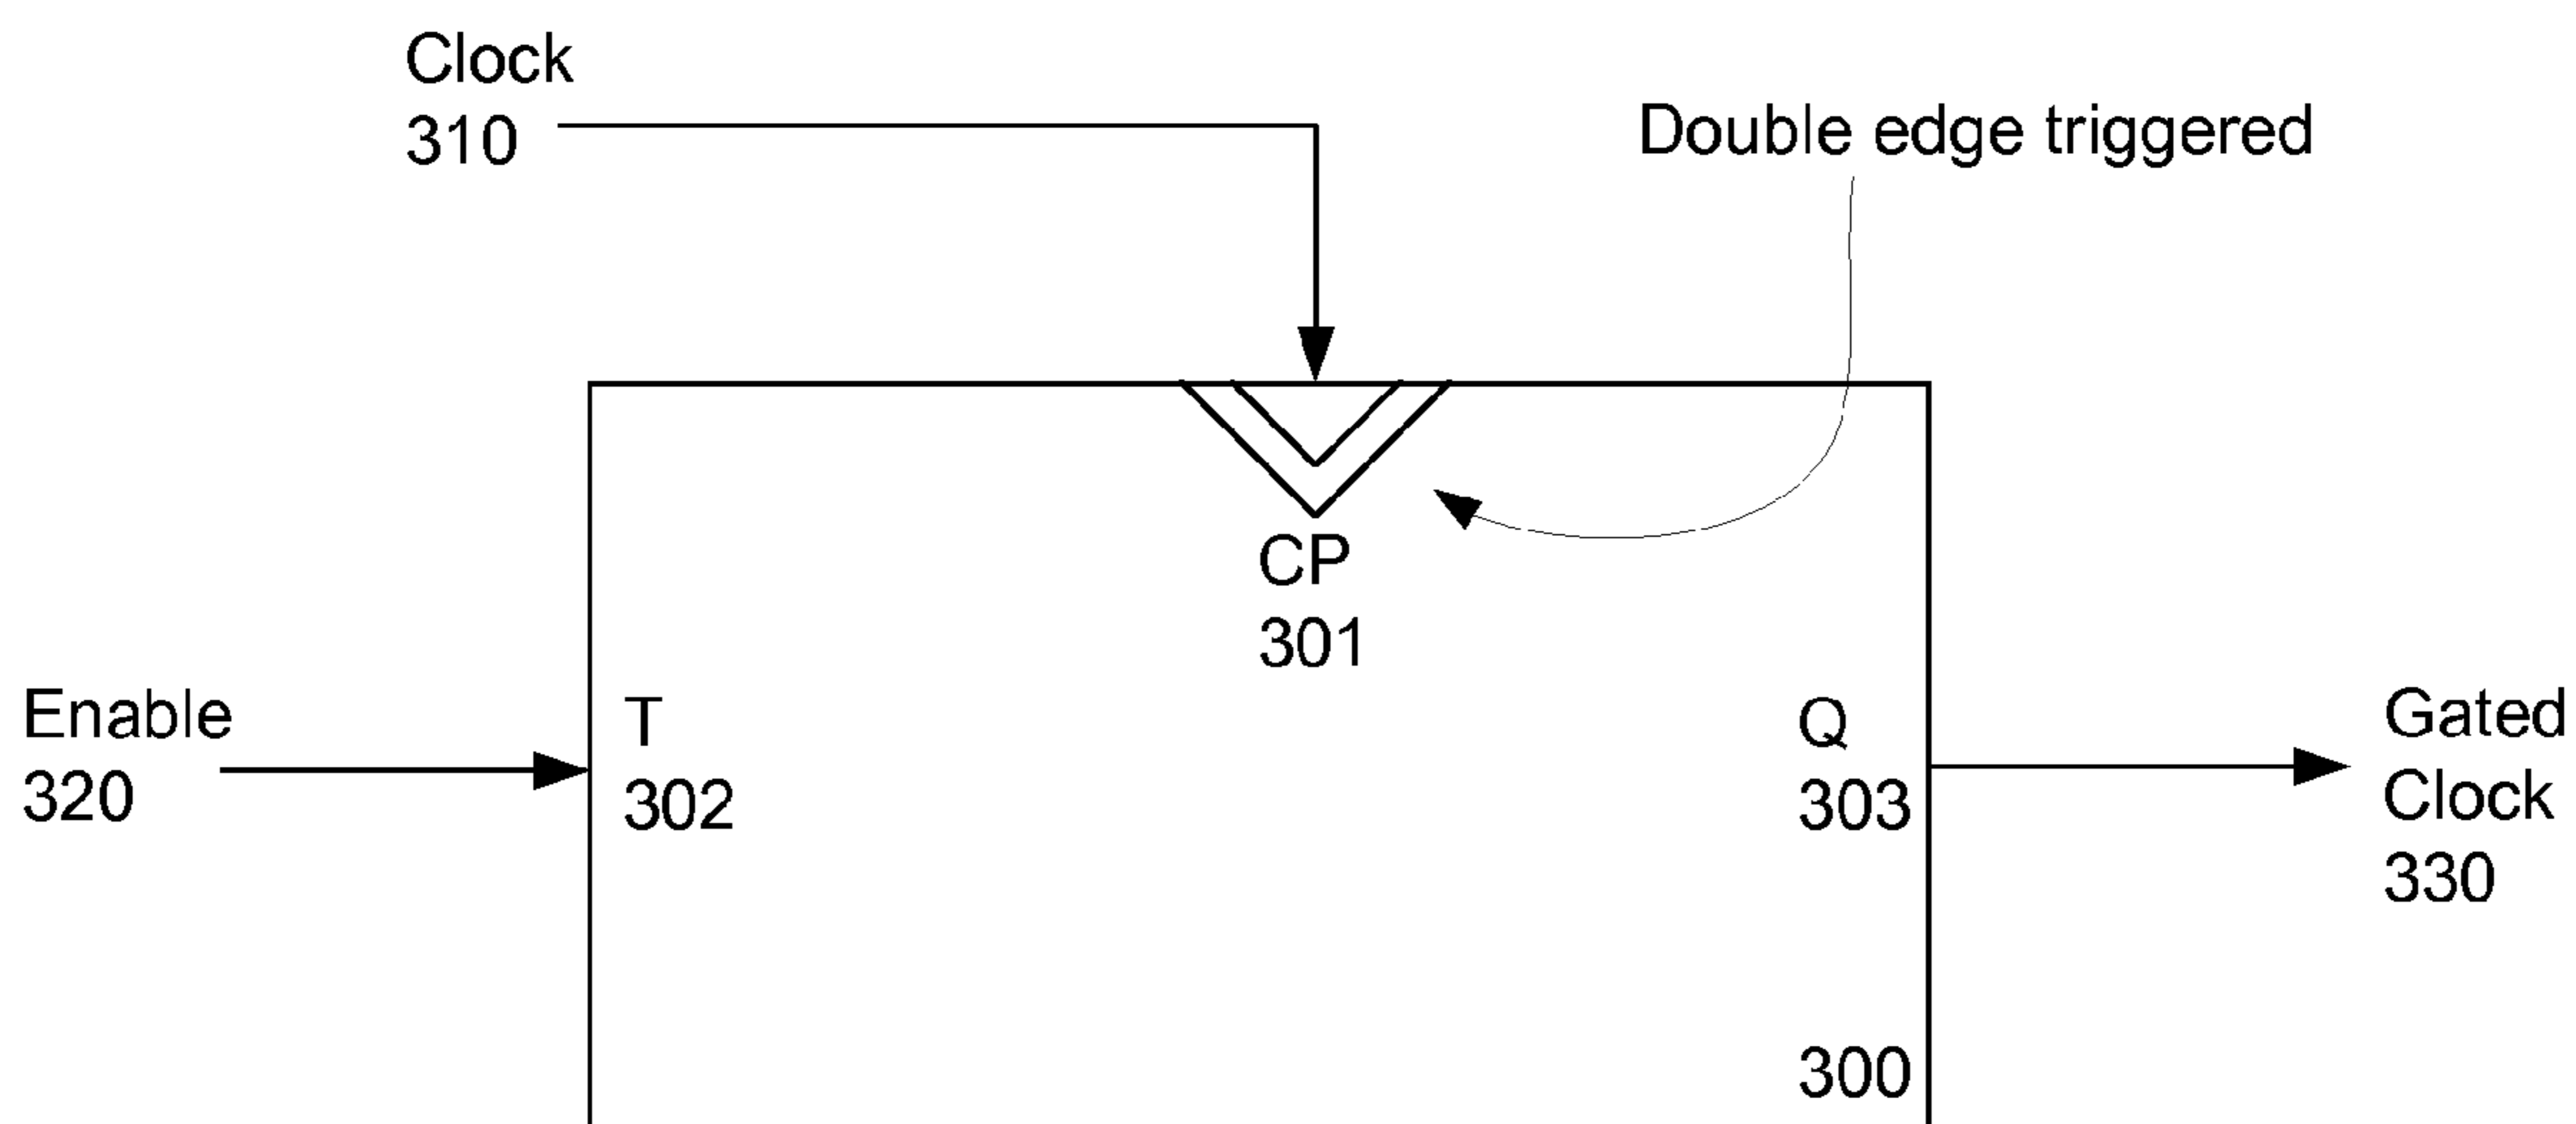 Clock
310
Double edge triggered
CP
301
Enable
320
T
302
Q
303
Gated
Clock
330
300